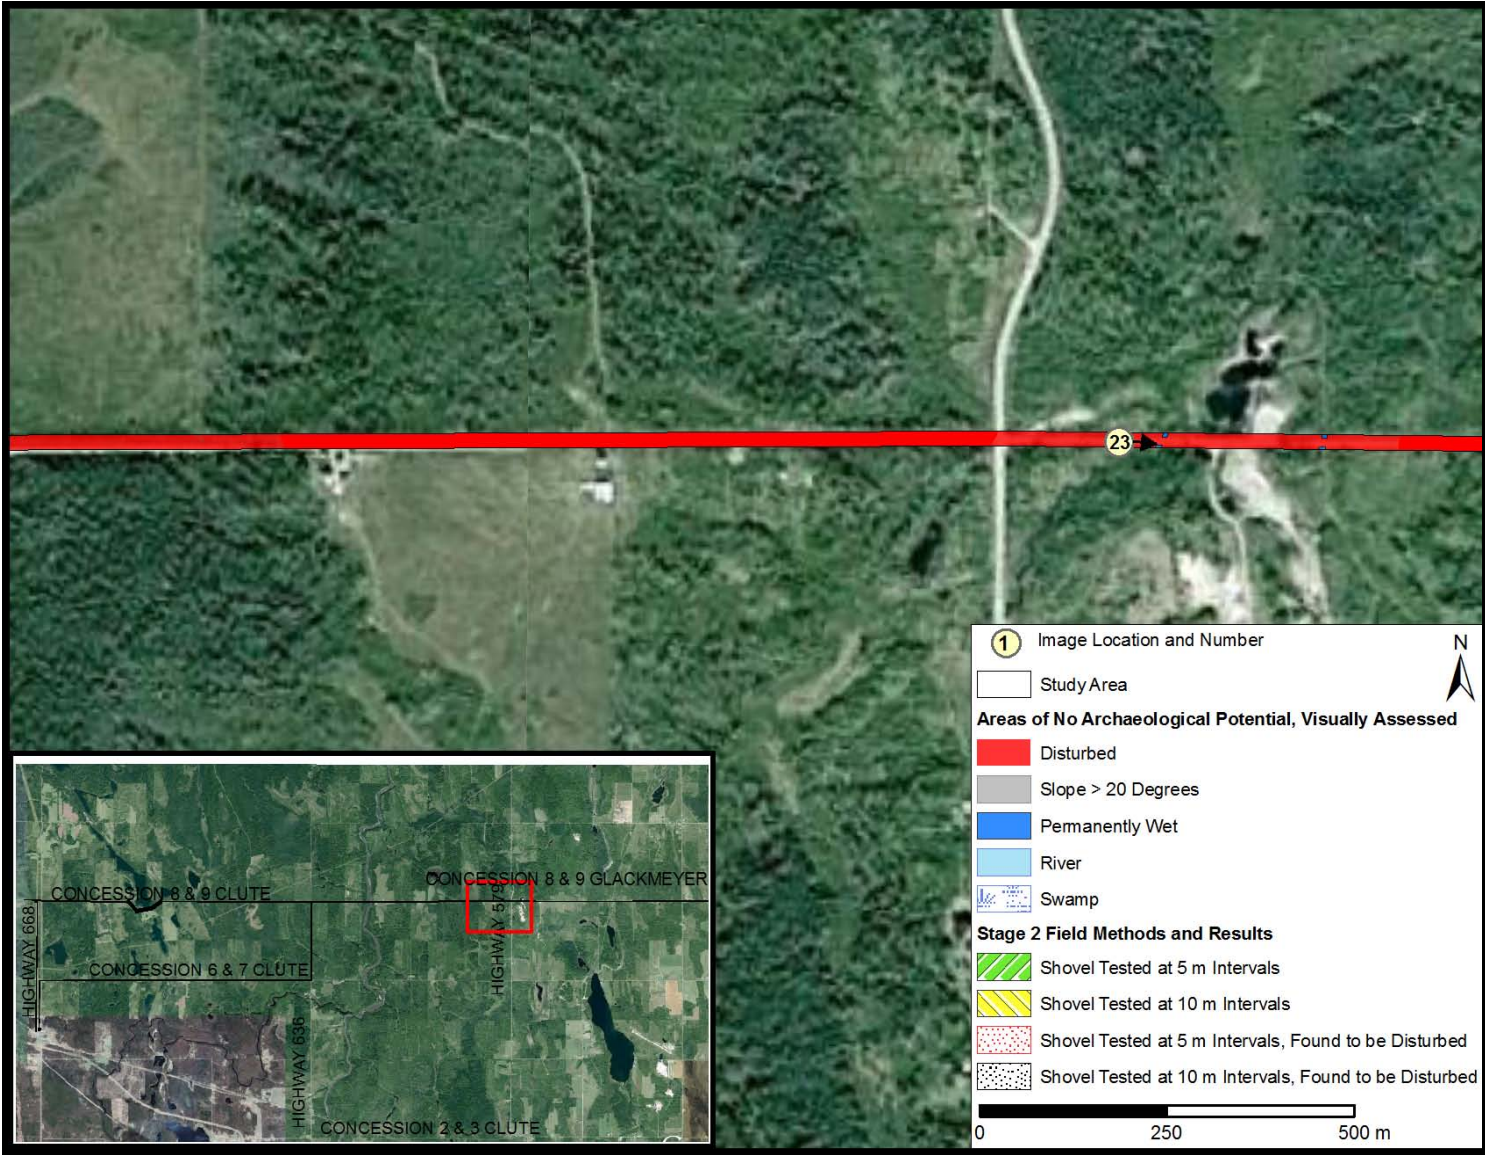 23
1 Image Location and Number
N
Study Area
Areas of No Archaeological Potential, Visually Assessed
Disturbed
Slope > 20 Degrees
Permanently Wet
River
Swamp
Stage 2 Field Methods and Results
Shovel Tested at 5 m Intervals
Shovel Tested at 10 m Intervals
Shovel Tested at 5 m Intervals, Found to be Disturbed
Shovel Tested at 10 m Intervals, Found to be Disturbed
0 250 500 m
CONCESSION 8 & 9 CLUTE
CONCESSION 8 & 9 GLACKMEYER
HIGHWAY 579
HIGHWAY 668
CONCESSION 6 & 7 CLUTE
HIGHWAY 636
CONCESSION 2 & 3 CLUTE